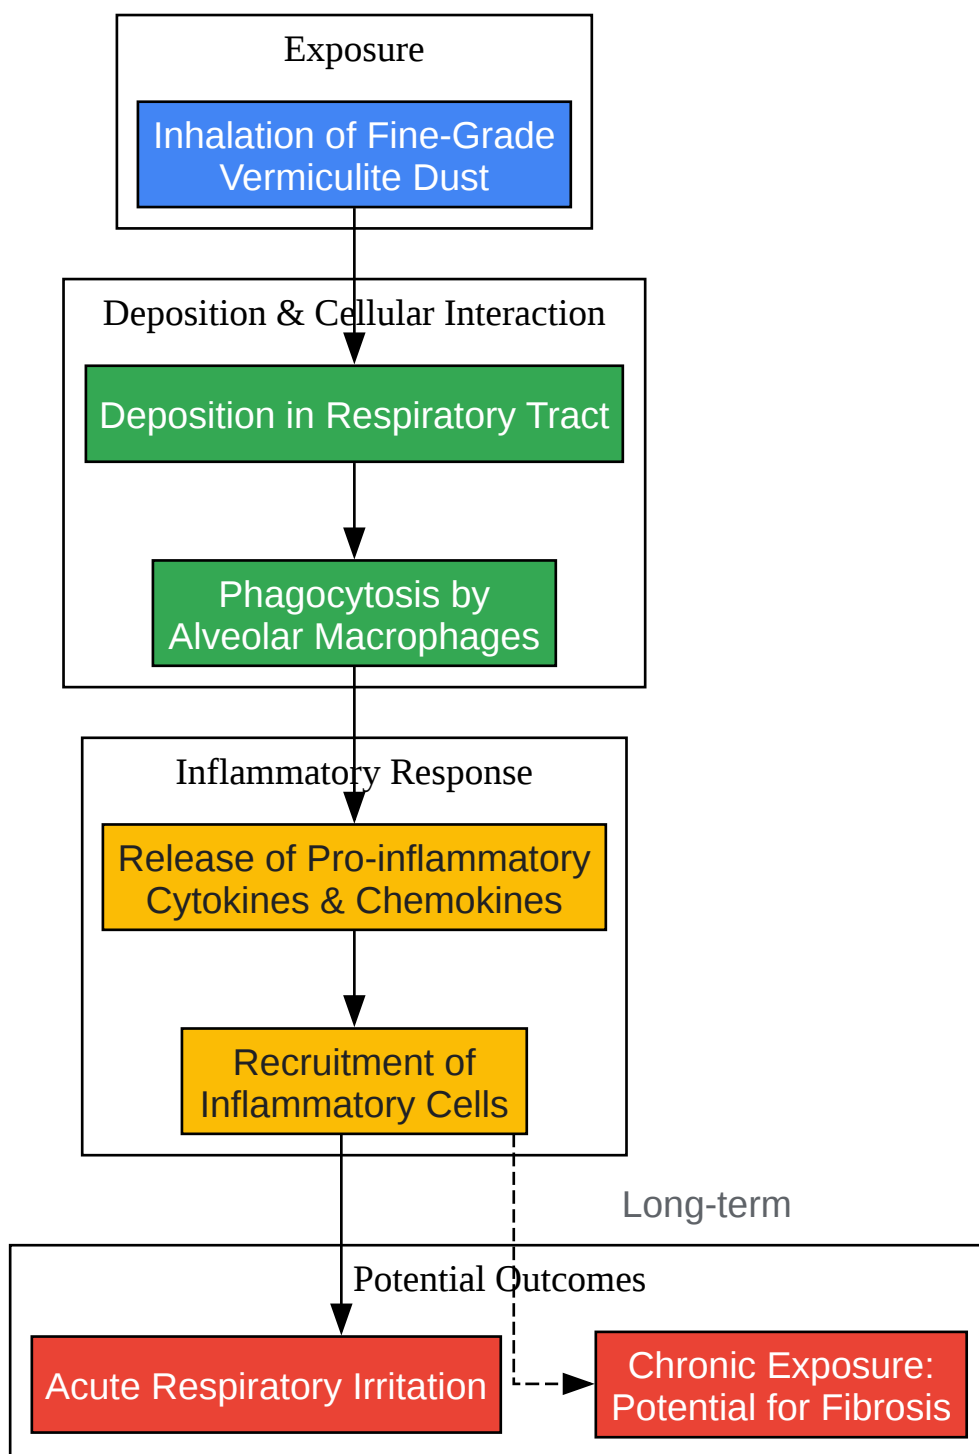 Exposure
Inhalation of Fine-Grade
Vermiculite Dust
Deposition & Cellular Interaction
Deposition in Respiratory Tract
Phagocytosis by
Alveolar Macrophages
Inflammatory Response
Release of Pro-inflammatory
Cytokines & Chemokines
Recruitment of
Inflammatory Cells
Long-term
Potential Outcomes
Acute Respiratory Irritation
Chronic Exposure:
Potential for Fibrosis